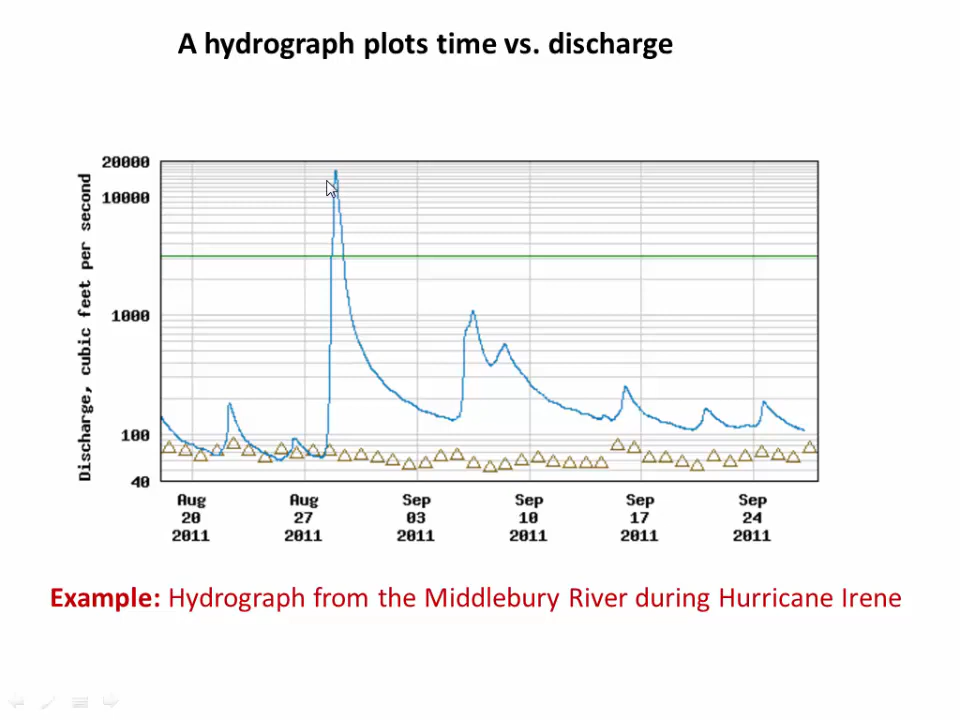 A hydrograph plots time vs. discharge
Discharge, cubic feet per second
20000
10000
1000
100
40
Aug Aug Sep Sep Sep Sep
20 27 03 10 17 24
2011 2011 2011 2011 2011 2011
Example: Hydrograph from the Middlebury River during Hurricane Irene